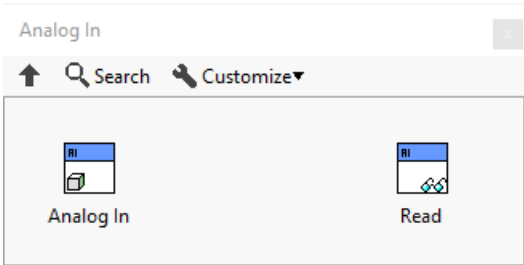 Analog In
x
Search Customize▾
AI AI
Analog In Read